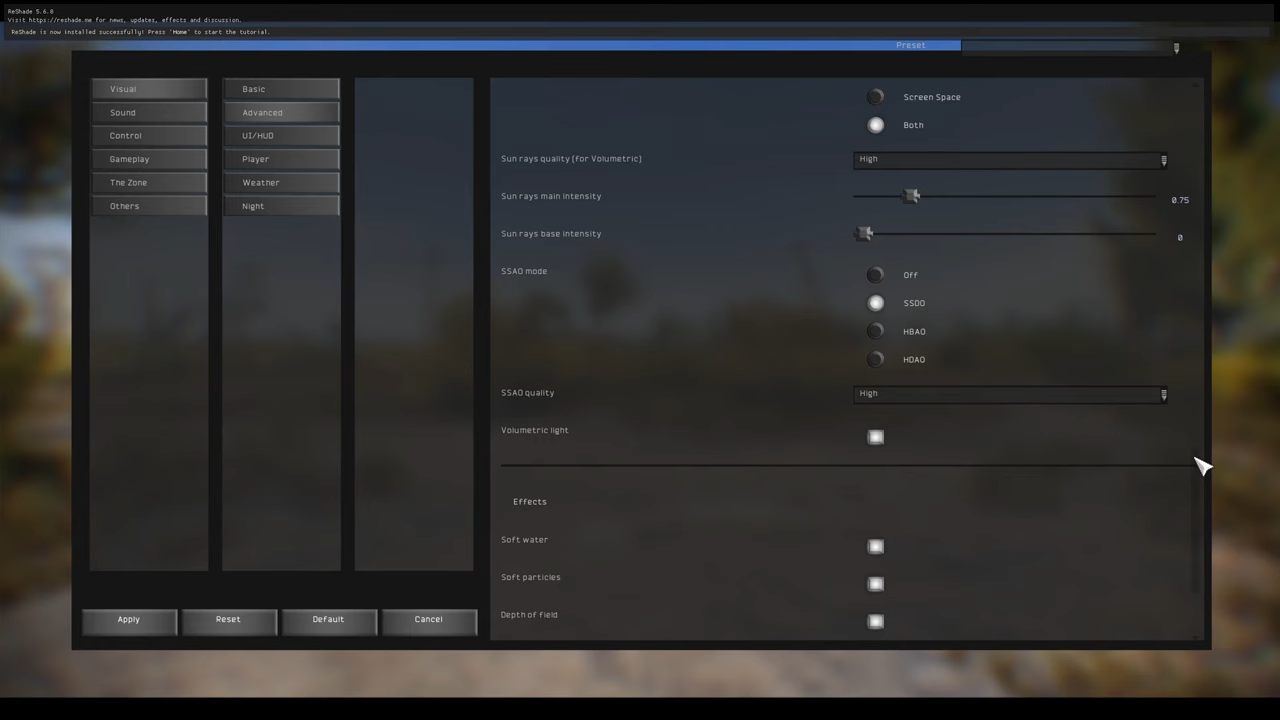 ReShade 5.6.0
Visit https://reshade.me for news, updates, effects and discussion.
ReShade is now installed successfully! Press 'Home' to start the tutorial.
Preset
Visual
Sound
Control
Gameplay
The Zone
Others
Basic
Advanced
UI/HUD
Player
Weather
Night
Screen Space
Both
Sun rays quality (for Volumetric)
High
Sun rays main intensity
0.75
Sun rays base intensity
0
SSAO mode
Off
SSDO
HBAO
HDAO
SSAO quality
High
Volumetric light
Effects
Soft water
Soft particles
Depth of field
Apply
Reset
Default
Cancel